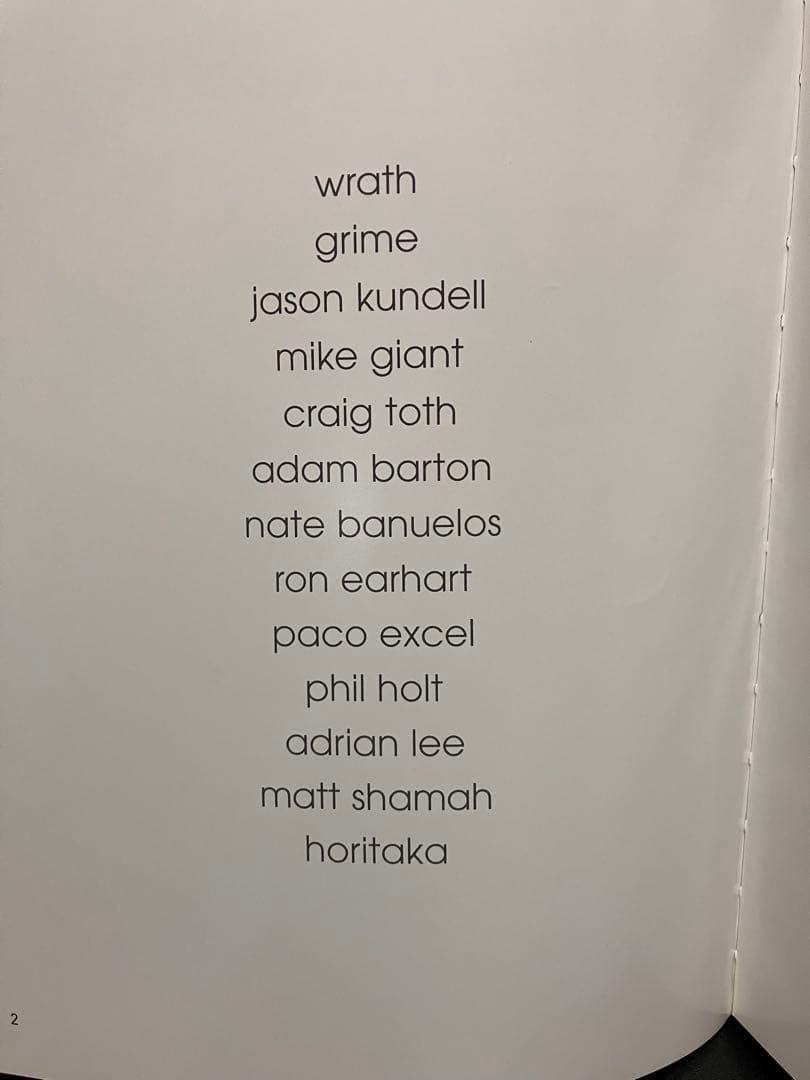 wrath
grime
jason kundell
mike giant
craig toth
adam barton
nate banuelos
ron earhart
paco excel
phil holt
adrian lee
matt shamah
horitaka
2